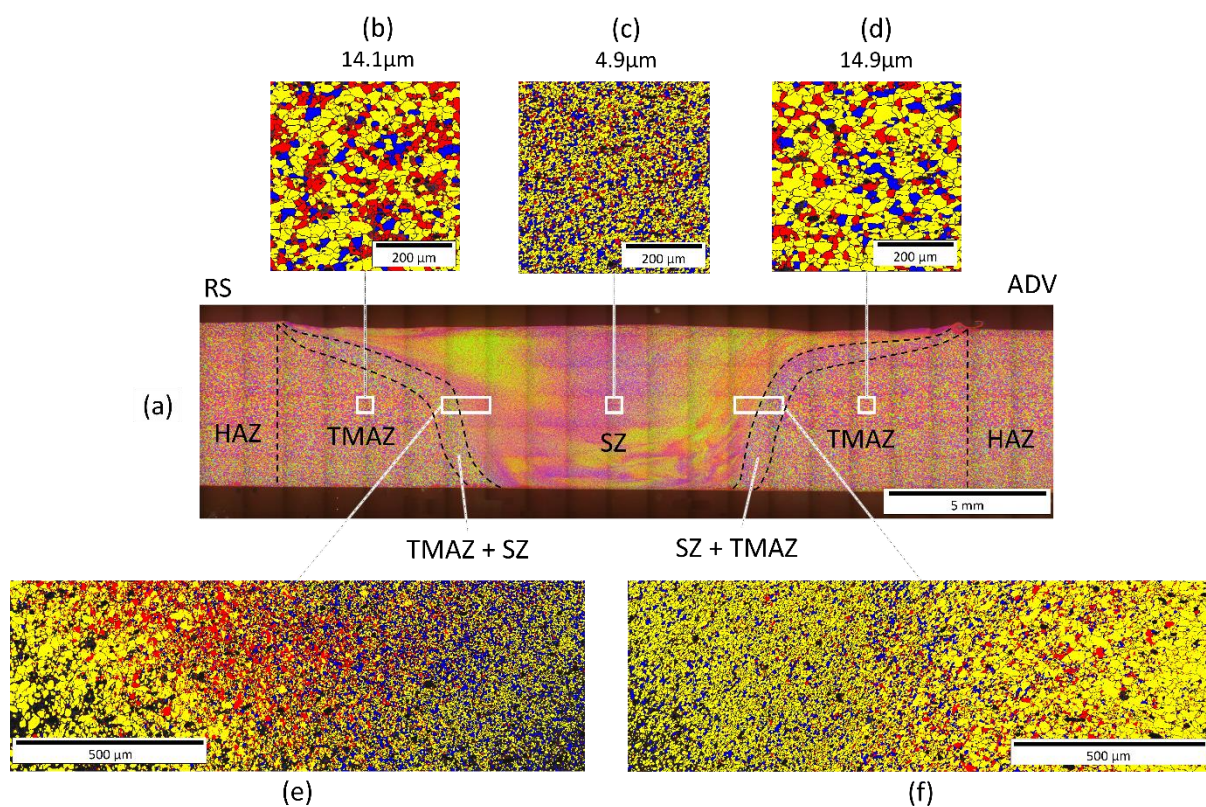 (b)
14.1µm
(c)
4.9µm
(d)
14.9µm
200 µm
200 µm
200 µm
RS
ADV
(a)
HAZ
TMAZ
SZ
TMAZ
HAZ
5 mm
TMAZ + SZ
SZ + TMAZ
500 µm
500 µm
(e)
(f)